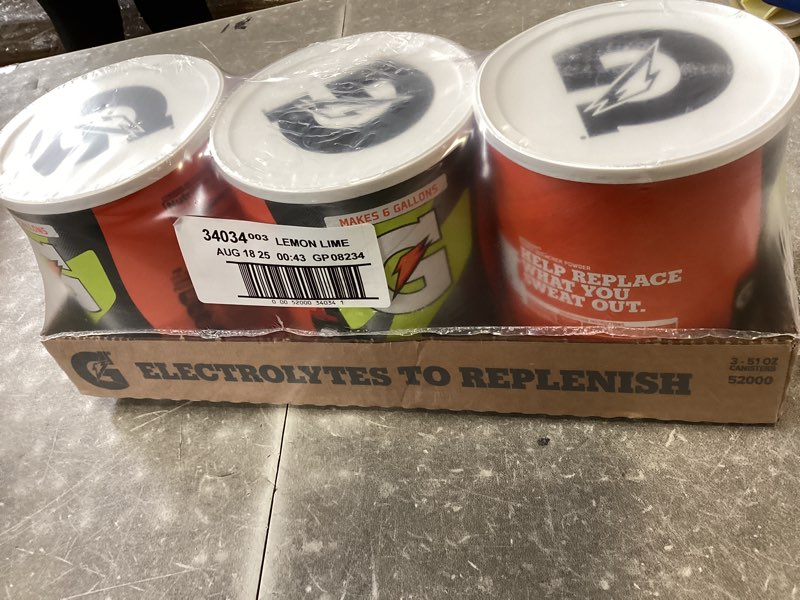 34034 003 LEMON LIME
AUG 18 25 00:43 GP08234
0 00 52000 34034 1
MAKES 6 GALLONS
G
HELP REPLACE
WHAT YOU
SWEAT OUT.
G ELECTROLYTES TO REPLENISH
3 - 51 OZ
CANISTERS
52000